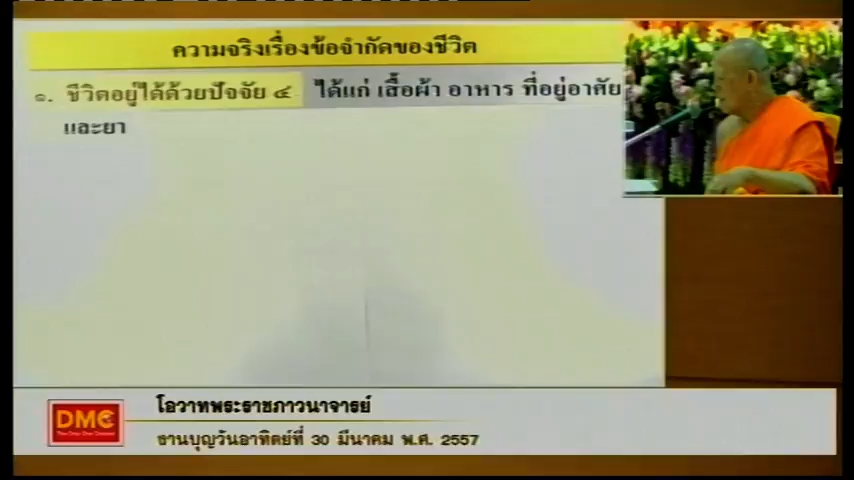 ความจริงเรื่องข้อจำกัดของชีวิต
๑. ชีวิตอยู่ได้ด้วยปัจจัย ๔ ได้แก่ เสื้อผ้า อาหาร ที่อยู่อาศัย
และยา
DMC
โอวาทพระราชภาวนาจารย์
งานบุญวันอาทิตย์ที่ 30 มีนาคม พ.ศ. 2557